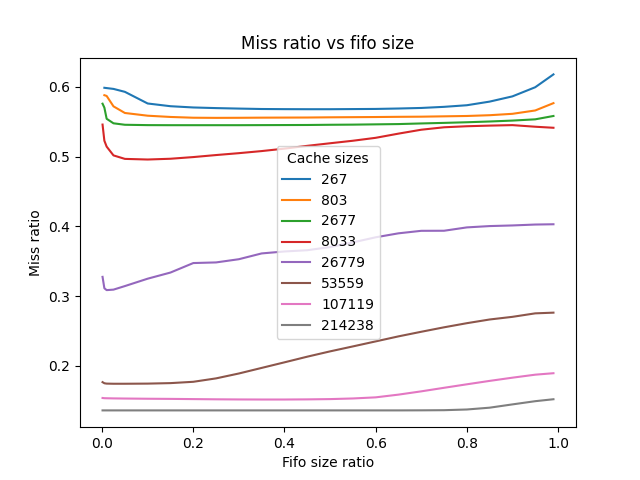 Miss ratio vs fifo size
0.6
0.5
0.4
0.3
0.2
Miss ratio
Cache sizes
267
803
2677
8033
26779
53559
107119
214238
0.0 0.2 0.4 0.6 0.8 1.0
Fifo size ratio